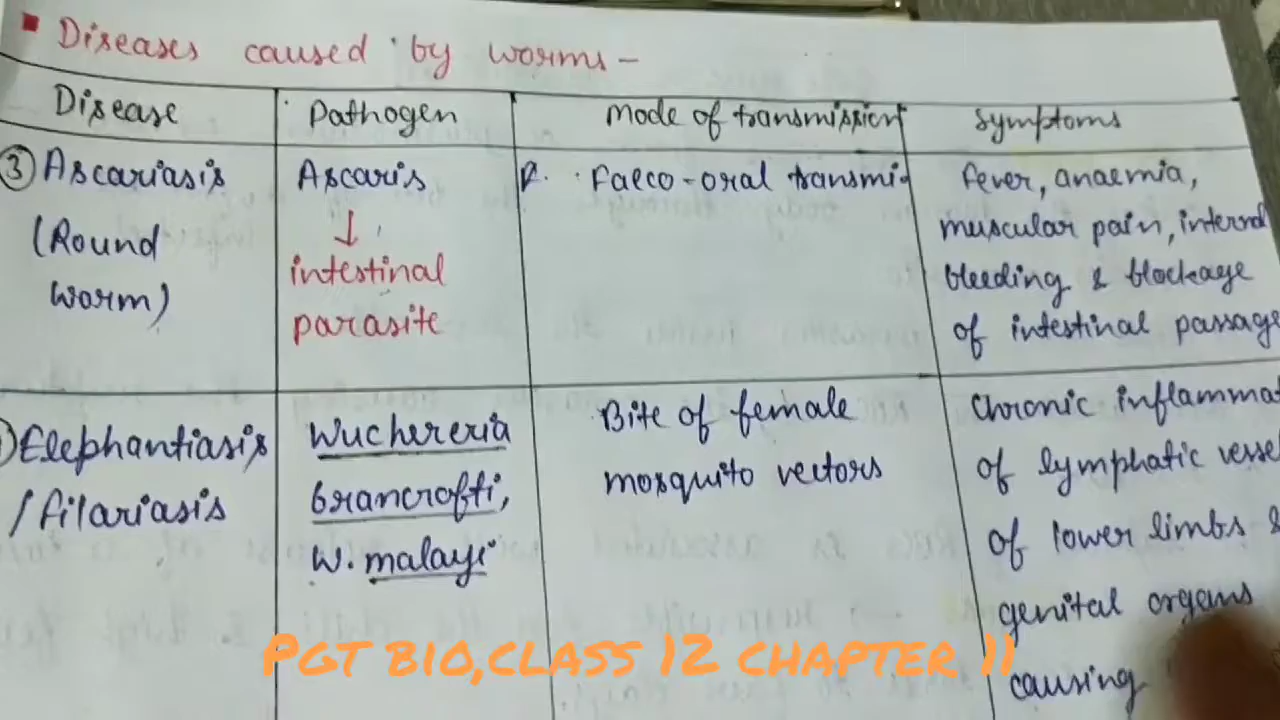 Diseases caused by worms -
Disease Pathogen Mode of transmission Symptoms
③ Ascariasis
(Round
worm)
Ascaris
↓
intestinal
parasite
Faeco-oral transmi
fever, anaemia,
muscular pain, internal
bleeding & blockage
of intestinal passage
Elephantiasis
/filariasis
Wuchereria
brancrofti,
W. malayi
Bite of female
mosquito vectors
Chronic inflamma
of lymphatic vesse
of lower limbs &
genital organs
causing
Pgt bio,class 12 chapter 11